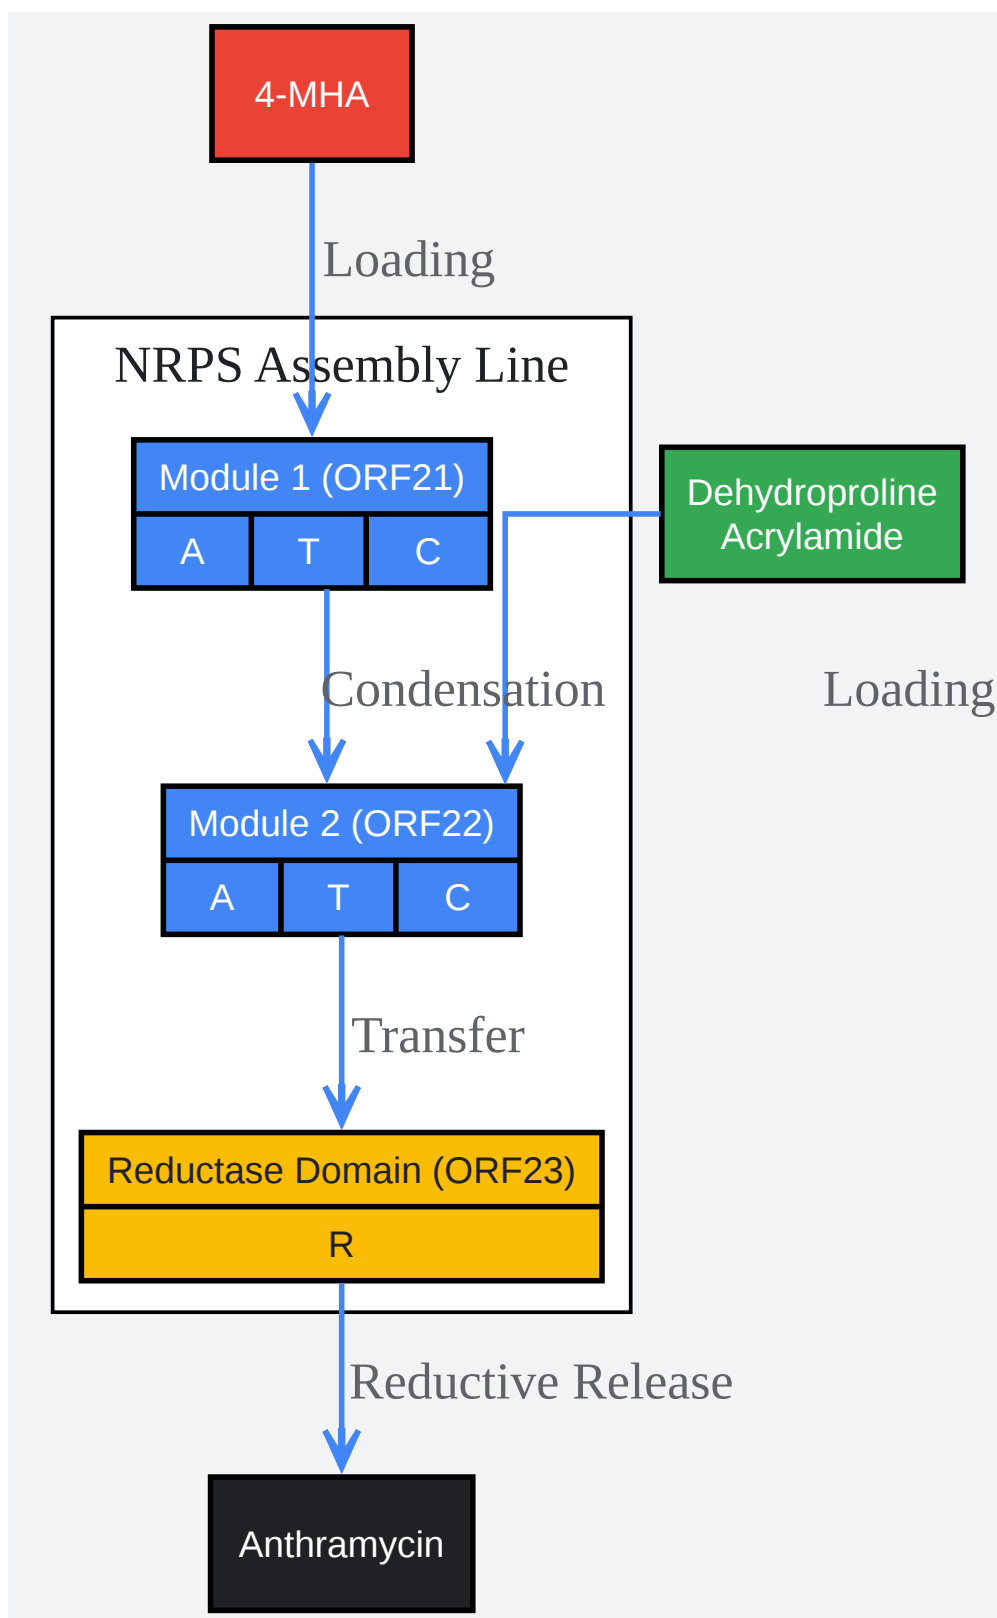 4-MHA
Loading
NRPS Assembly Line
Module 1 (ORF21)
A T C
Dehydroproline
Acrylamide
Condensation
Loading
Module 2 (ORF22)
A T C
Transfer
Reductase Domain (ORF23)
R
Reductive Release
Anthramycin